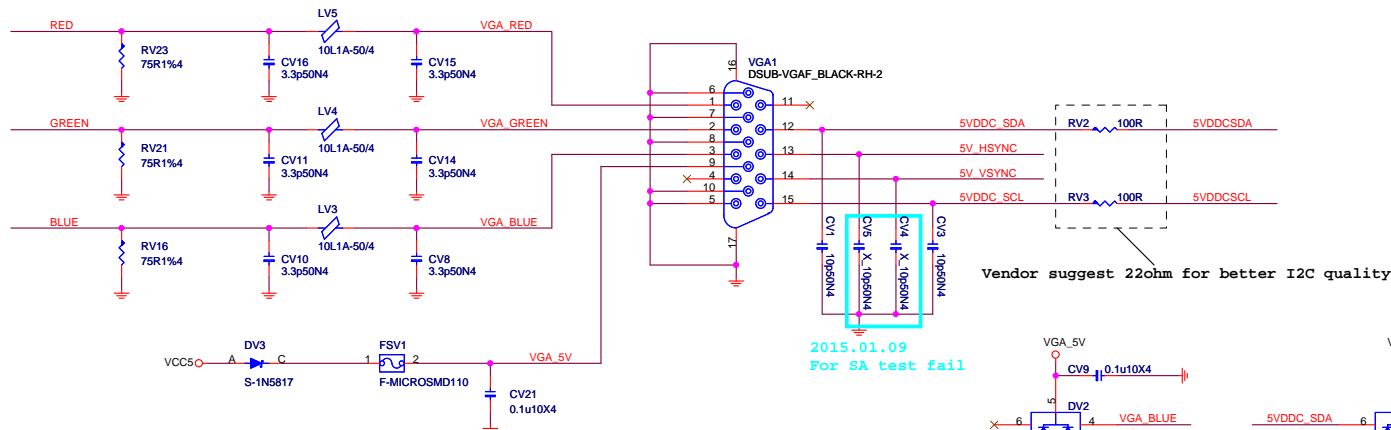 RED
LV5
VGA_RED
RV23
75R1%4
10L1A-50/4
CV16
3.3p50N4
CV15
3.3p50N4
GREEN
LV4
VGA_GREEN
RV21
75R1%4
10L1A-50/4
CV11
3.3p50N4
CV14
3.3p50N4
BLUE
LV3
VGA_BLUE
RV16
75R1%4
10L1A-50/4
CV10
3.3p50N4
CV8
3.3p50N4
VCC5
A
DV3
C
S-1N5817
1
FSV1
2
F-MICROSMD110
VGA_5V
CV21
0.1u10X4
16
VGA1
DSUB-VGAF_BLACK-RH-2
6
1
7
2
8
3
9
4
10
5
11
12
13
14
15
17
5VDDC_SDA
5V_HSYNC
5V_VSYNC
5VDDC_SCL
RV2
100R
5VDDCSDA
RV3
100R
5VDDCSCL
CV1
10p50N4
CV5
X_10p50N4
CV4
X_10p50N4
CV3
10p50N4
Vendor suggest 22ohm for better I2C quality
2015.01.09
For SA test fail
VGA_5V
CV9
0.1u10X4
5
DV2
6
4
VGA_BLUE
5VDDC_SDA
6
V